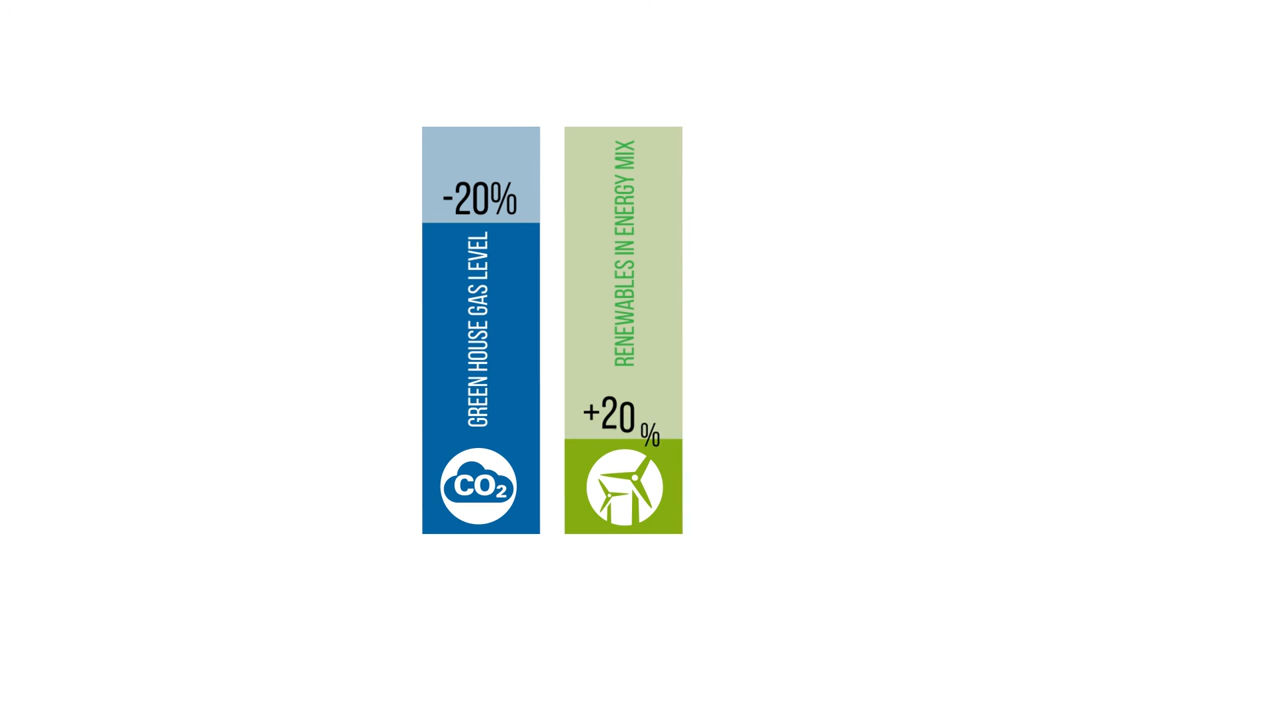 -20%
GREEN HOUSE GAS LEVEL
CO₂
RENEWABLES IN ENERGY MIX
+20%